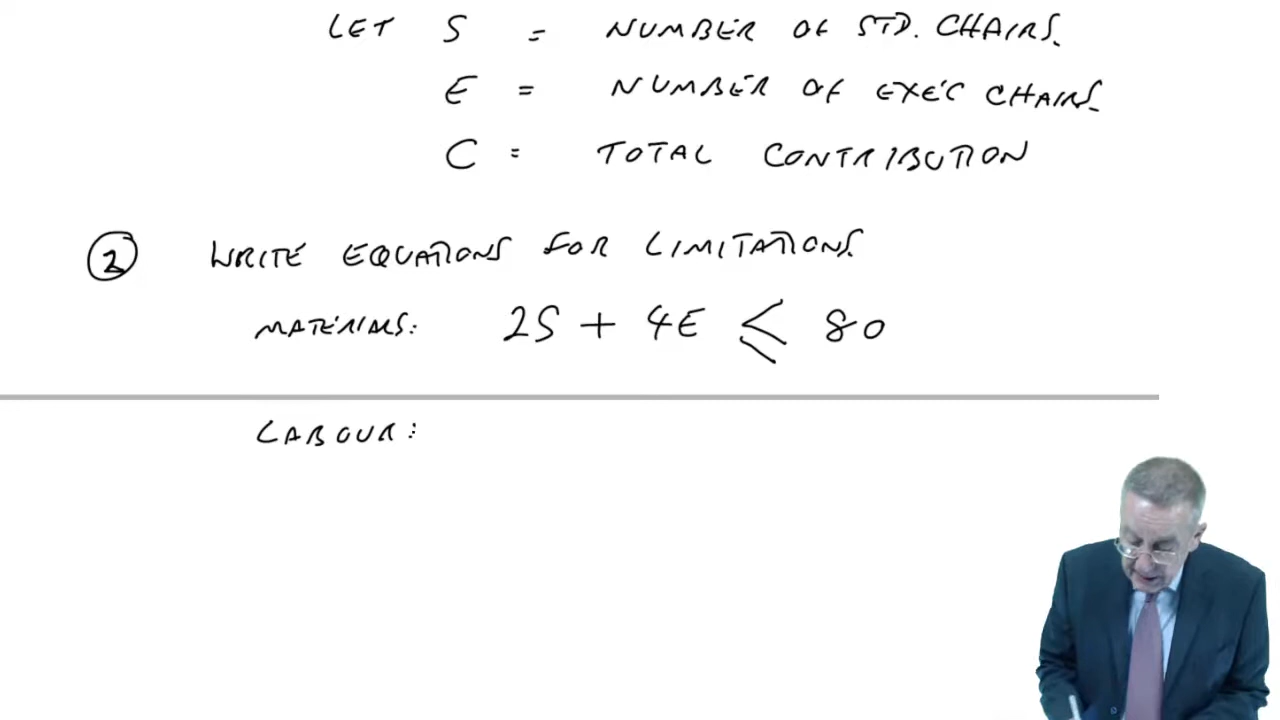 LET S = NUMBER OF STD. CHAIRS.
E = NUMBER OF EXEC CHAIRS.
C = TOTAL CONTRIBUTION
② WRITE EQUATIONS FOR LIMITATIONS.
MATERIALS: 2S + 4E ≤ 80
LABOUR: